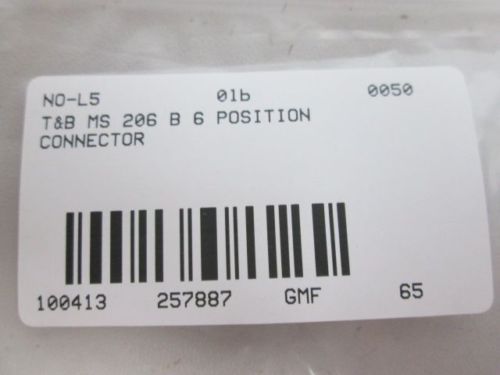 NO-L5 01b 0050
T&B MS 206 B 6 POSITION
CONNECTOR
100413 257887 GMF 65